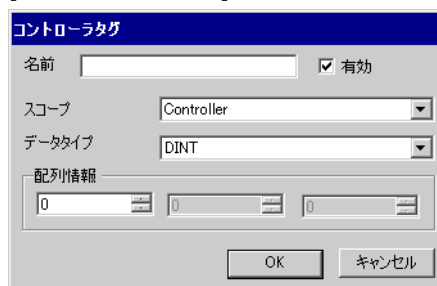 コントローラタグ
名前 有効
スコープ Controller
データタイプ DINT
配列情報
0 0 0
OK キャンセル